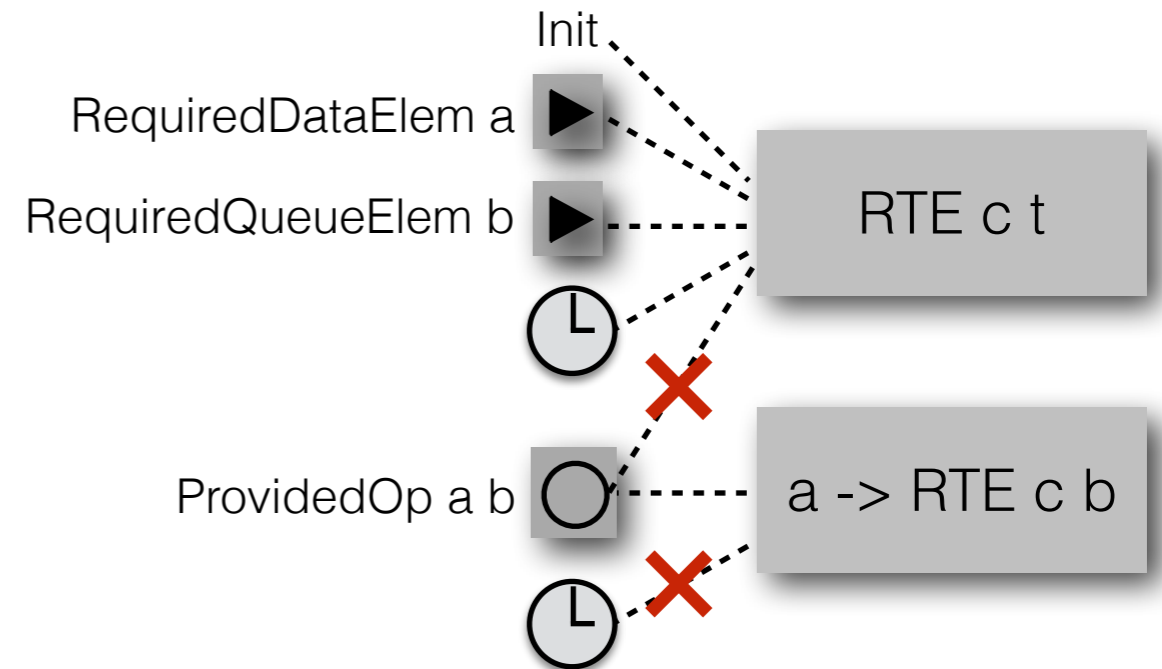 Init
RequiredDataElem a
RequiredQueueElem b
RTE c t
ProvidedOp a b
a -> RTE c b